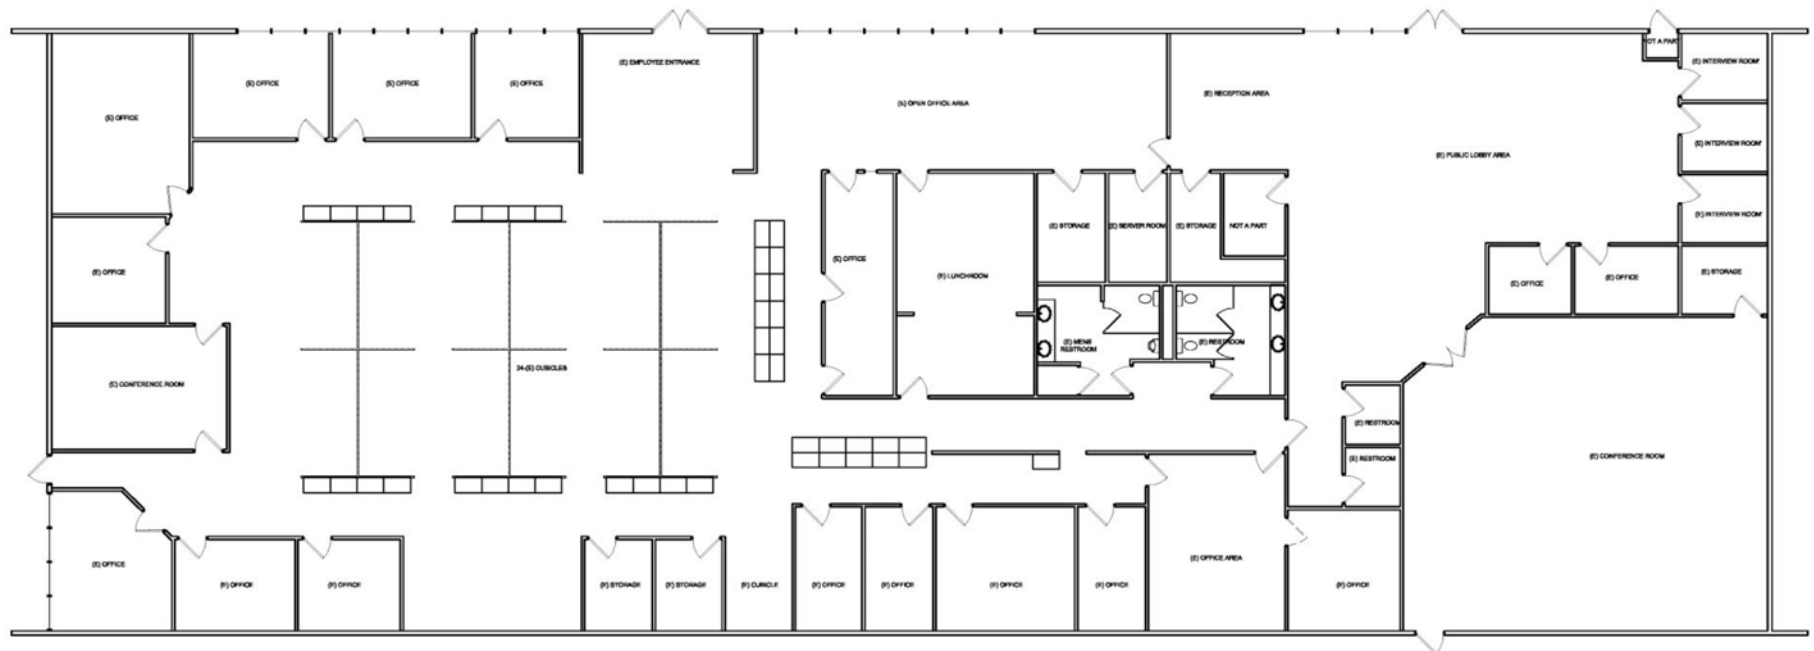 NOT A PART
(E) INTERVIEW ROOM
(E) EMPLOYEE ENTRANCE
(E) OFFICE
(E) OFFICE
(E) OFFICE
(E) RECEPTION AREA
(E) OPEN OFFICE AREA
(E) OFFICE
(E) INTERVIEW ROOM
(E) PUBLIC LOBBY AREA
(E) INTERVIEW ROOM
(E) STORAGE
(E) SERVER ROOM
(E) STORAGE
NOT A PART
(E) OFFICE
(E) OFFICE
(E) LUNCHROOM
(E) OFFICE
(E) OFFICE
(E) STORAGE
(E) MENS
RESTROOM
(E) RESTROOM
24-(E) CUBICLES
(E) CONFERENCE ROOM
(E) RESTROOM
(E) RESTROOM
(E) CONFERENCE ROOM
(E) OFFICE
(E) OFFICE
(E) OFFICE
(E) STORAGE
(E) STORAGE
(E) CUBICLE
(E) OFFICE
(E) OFFICE
(E) OFFICE
(E) OFFICE
(E) OFFICE AREA
(E) OFFICE